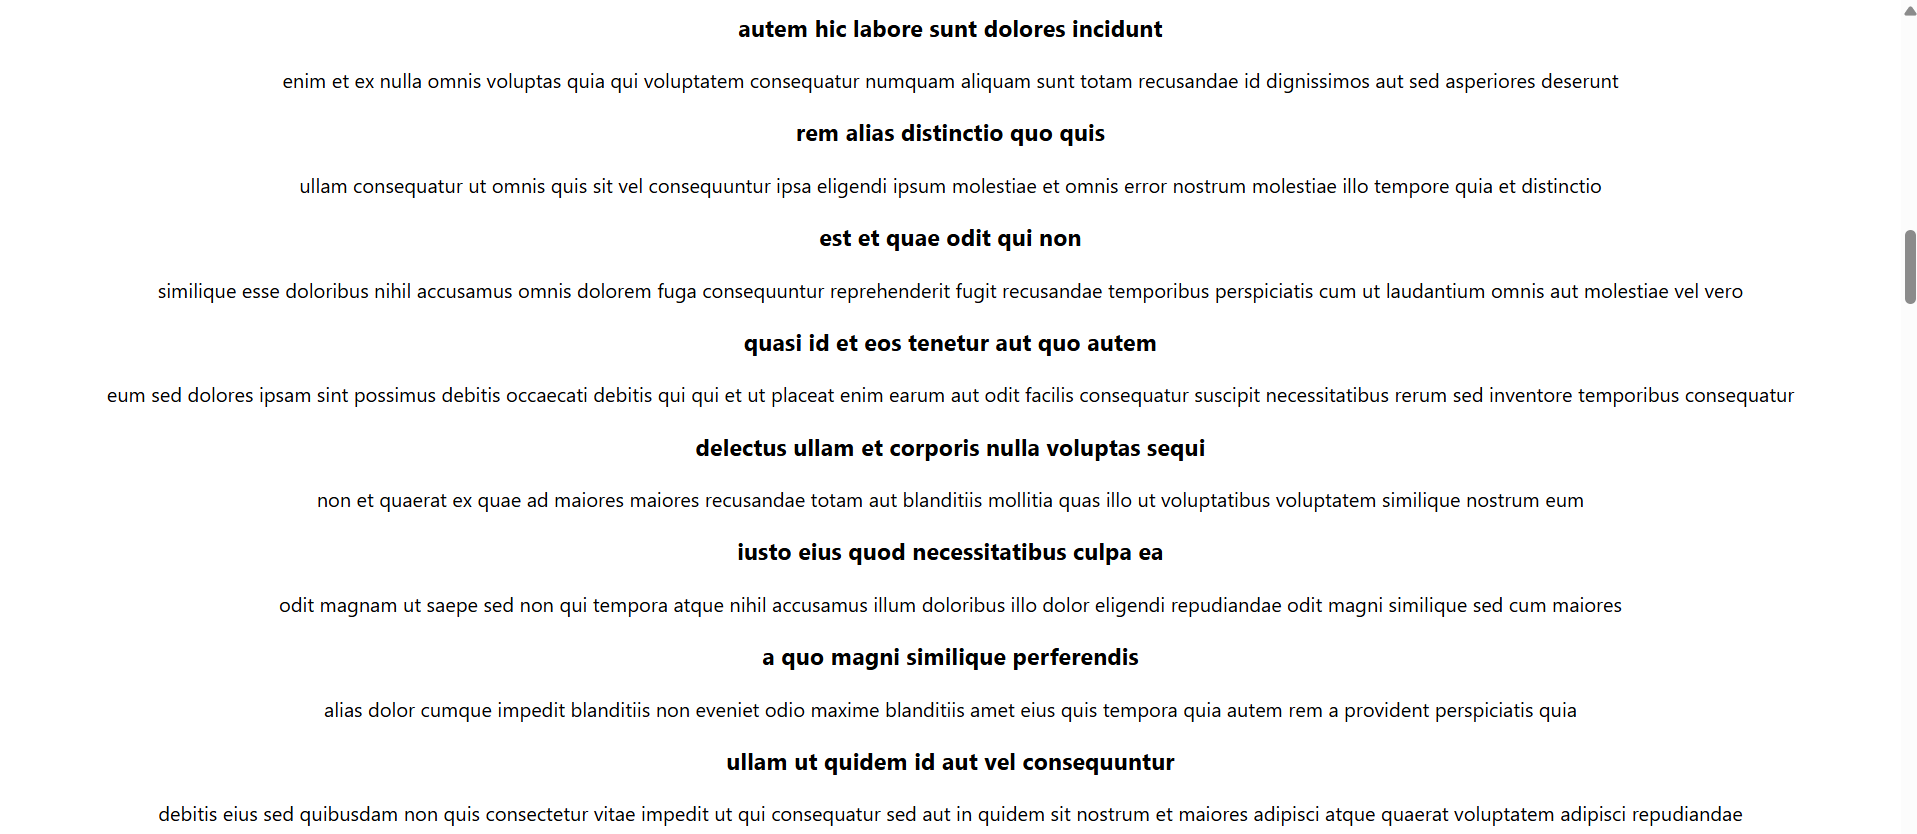 autem hic labore sunt dolores incidunt
enim et ex nulla omnis voluptas quia qui voluptatem consequatur numquam aliquam sunt totam recusandae id dignissimos aut sed asperiores deserunt
rem alias distinctio quo quis
ullam consequatur ut omnis quis sit vel consequuntur ipsa eligendi ipsum molestiae et omnis error nostrum molestiae illo tempore quia et distinctio
est et quae odit qui non
similique esse doloribus nihil accusamus omnis dolorem fuga consequuntur reprehenderit fugit recusandae temporibus perspiciatis cum ut laudantium omnis aut molestiae vel vero
quasi id et eos tenetur aut quo autem
eum sed dolores ipsam sint possimus debitis occaecati debitis qui qui et ut placeat enim earum aut odit facilis consequatur suscipit necessitatibus rerum sed inventore temporibus consequatur
delectus ullam et corporis nulla voluptas sequi
non et quaerat ex quae ad maiores maiores recusandae totam aut blanditiis mollitia quas illo ut voluptatibus voluptatem similique nostrum eum
iusto eius quod necessitatibus culpa ea
odit magnam ut saepe sed non qui tempora atque nihil accusamus illum doloribus illo dolor eligendi repudiandae odit magni similique sed cum maiores
a quo magni similique perferendis
alias dolor cumque impedit blanditiis non eveniet odio maxime blanditiis amet eius quis tempora quia autem rem a provident perspiciatis quia
ullam ut quidem id aut vel consequuntur
debitis eius sed quibusdam non quis consectetur vitae impedit ut qui consequatur sed aut in quidem sit nostrum et maiores adipisci atque quaerat voluptatem adipisci repudiandae